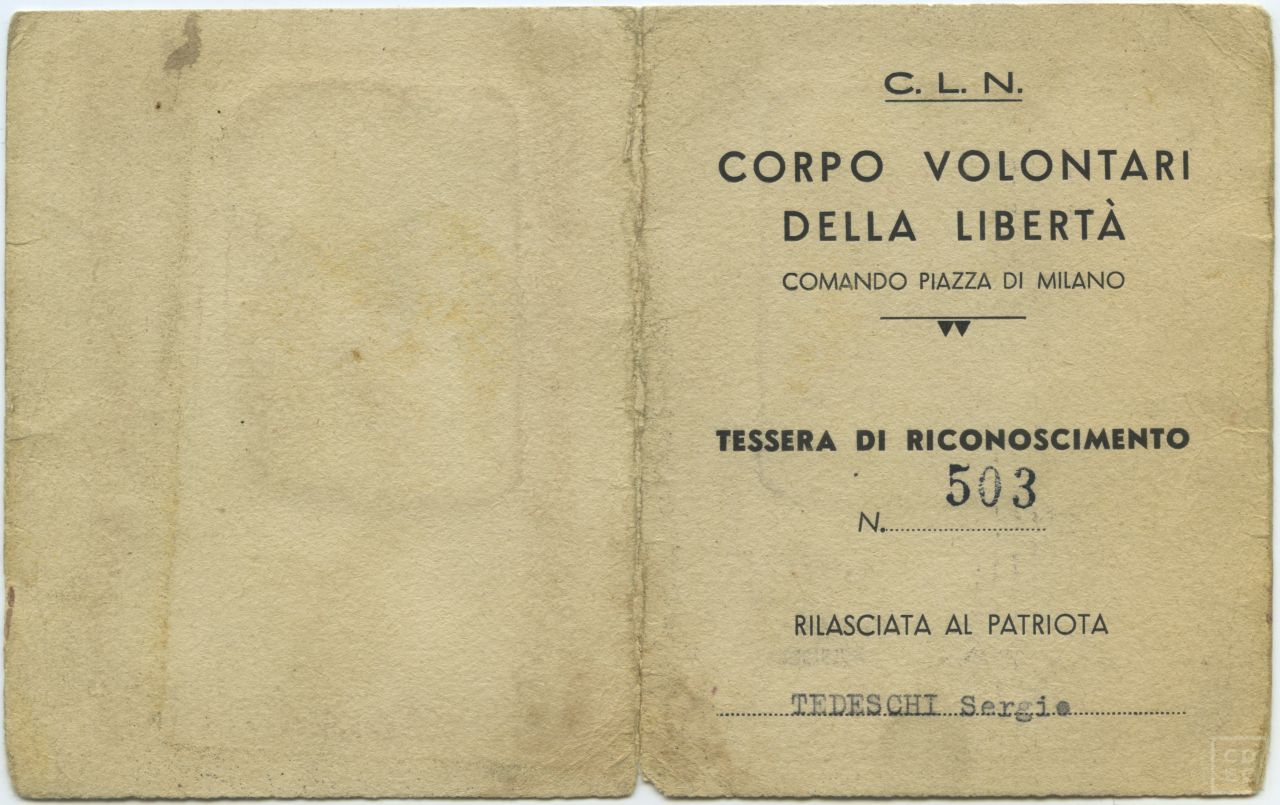 C. L. N.
CORPO VOLONTARI
DELLA LIBERTÀ
COMANDO PIAZZA DI MILANO
TESSERA DI RICONOSCIMENTO
503
N.
RILASCIATA AL PATRIOTA
TEDESCHI Sergio